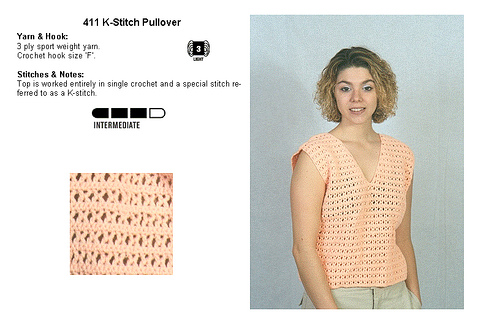 411 K-Stitch Pullover
Yarn & Hook:
3 ply sport weight yarn.
Crochet hook size "F".
3
LIGHT
Stitches & Notes:
Top is worked entirely in single crochet and a special stitch re-
ferred to as a K-stitch.
INTERMEDIATE